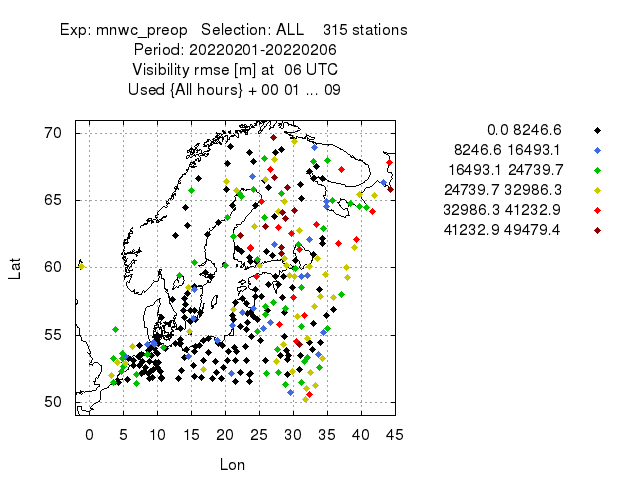 Exp: mnwc_preop Selection: ALL 315 stations
Period: 20220201-20220206
Visibility rmse [m] at 06 UTC
Used {All hours} + 00 01 ... 09
0.0 8246.6
8246.6 16493.1
16493.1 24739.7
24739.7 32986.3
32986.3 41232.9
41232.9 49479.4
Lat
70
65
60
55
50
0 5 10 15 20 25 30 35 40 45
Lon